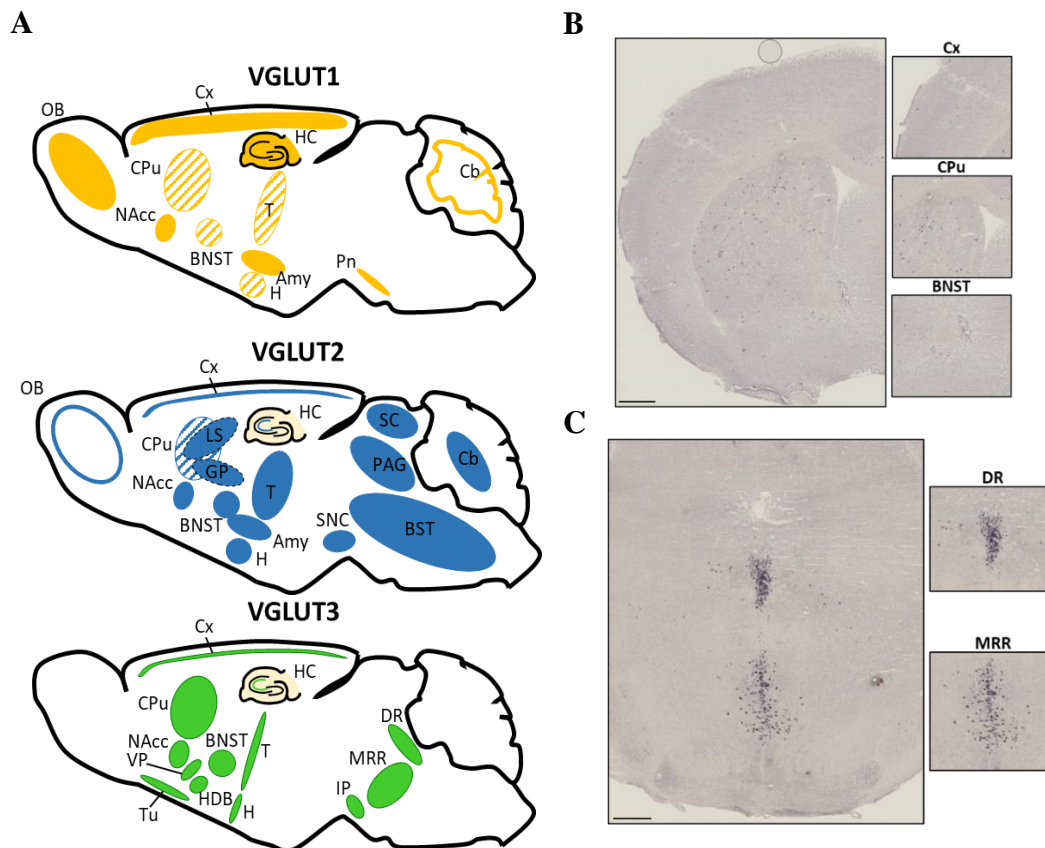 A
VGLUT1
OB
Cx
HC
CPu
Cb
T
NAcc
BNST
Amy
H
Pn
VGLUT2
Cx
OB
HC
SC
CPu
LS
GP
PAG
Cb
NAcc
T
BNST
SNC
BST
Amy
H
VGLUT3
Cx
HC
CPu
DR
NAcc
BNST
T
MRR
VP
IP
HDB
H
Tu
B
Cx
CPu
BNST
C
DR
MRR